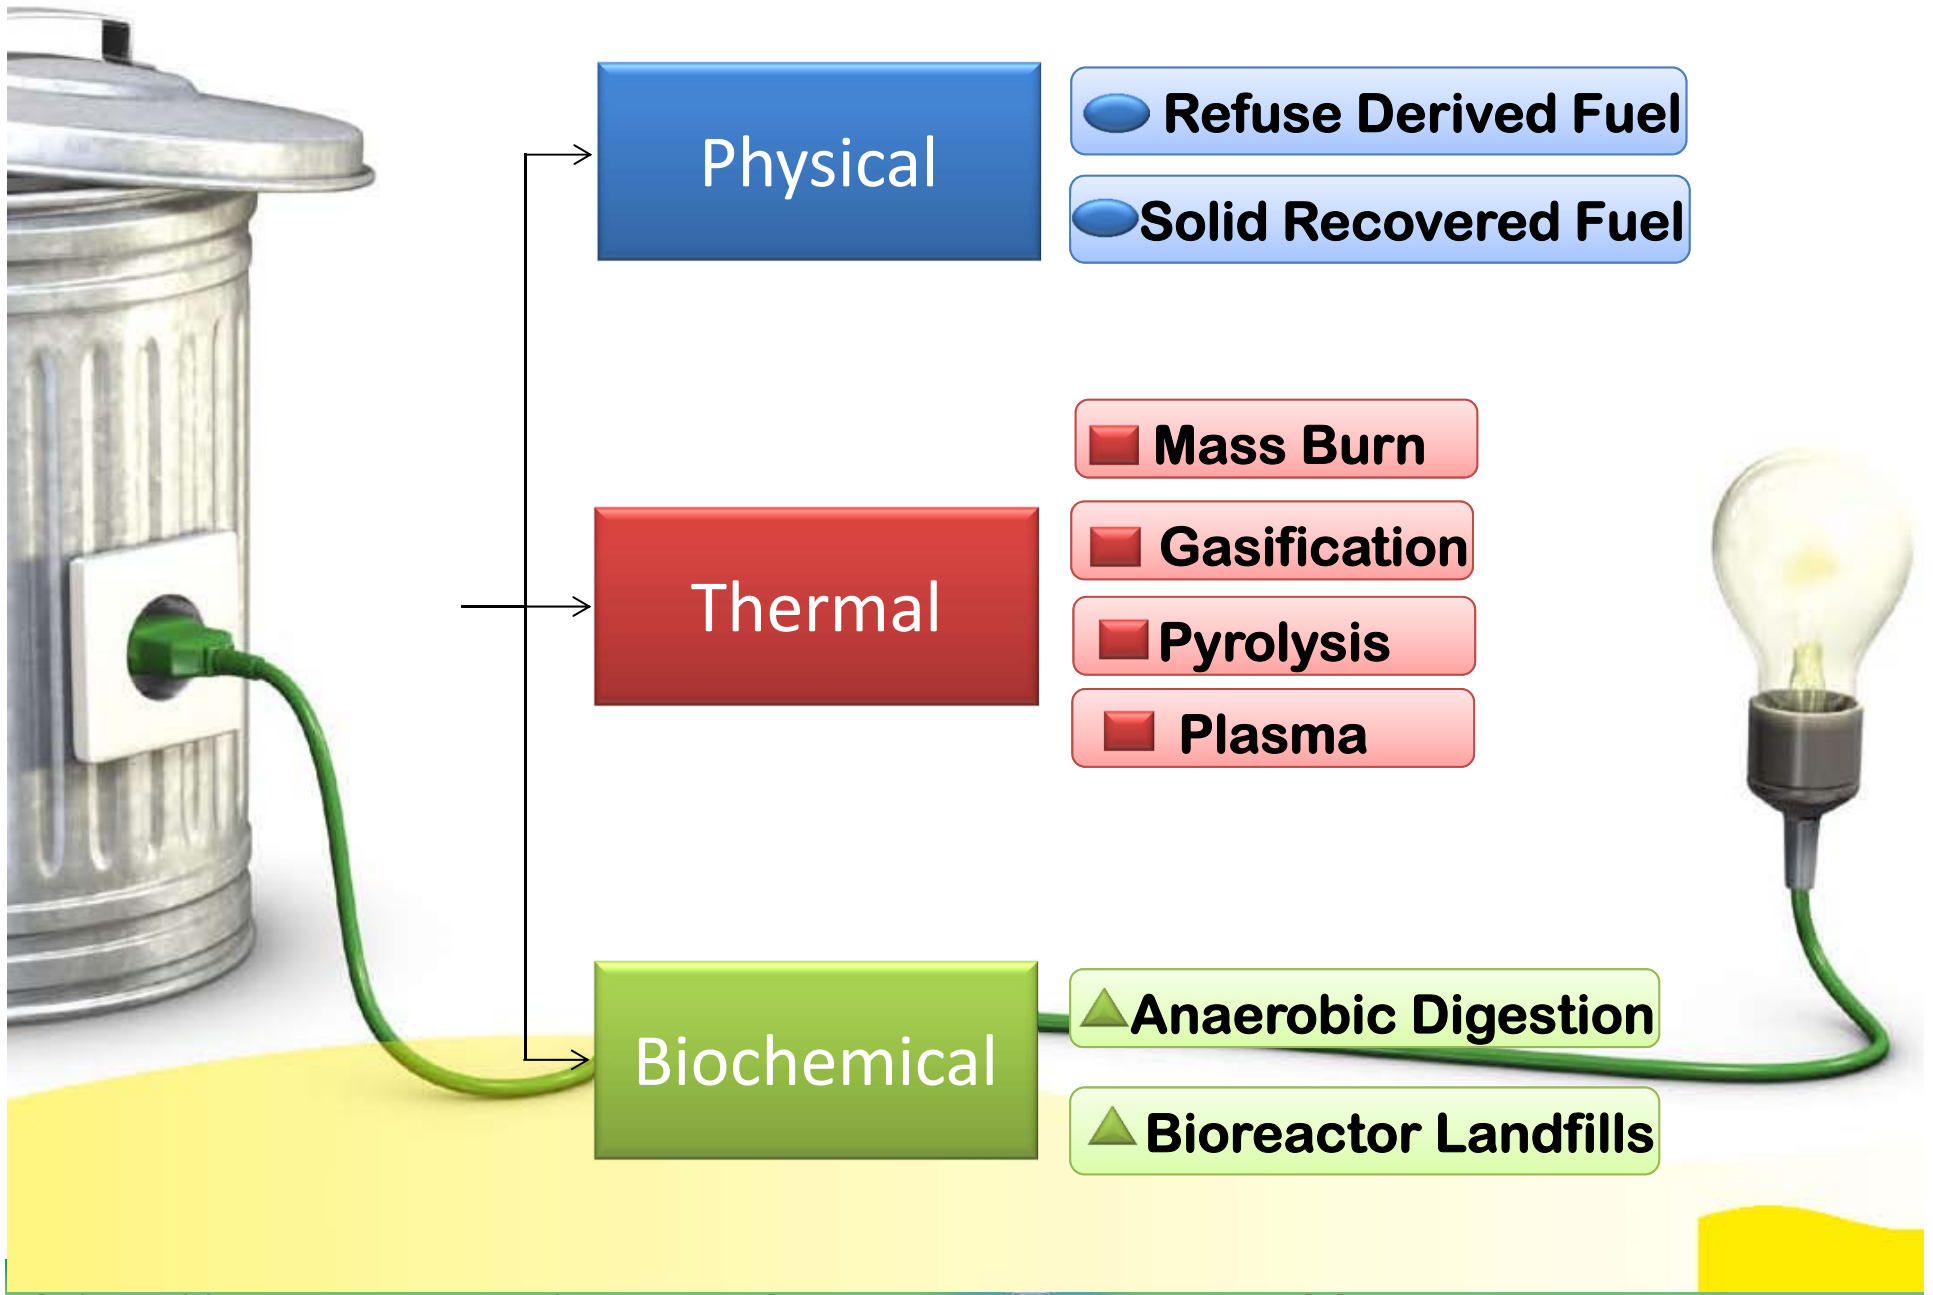 Physical
Refuse Derived Fuel
Solid Recovered Fuel
Thermal
Mass Burn
Gasification
Pyrolysis
Plasma
Biochemical
Anaerobic Digestion
Bioreactor Landfills